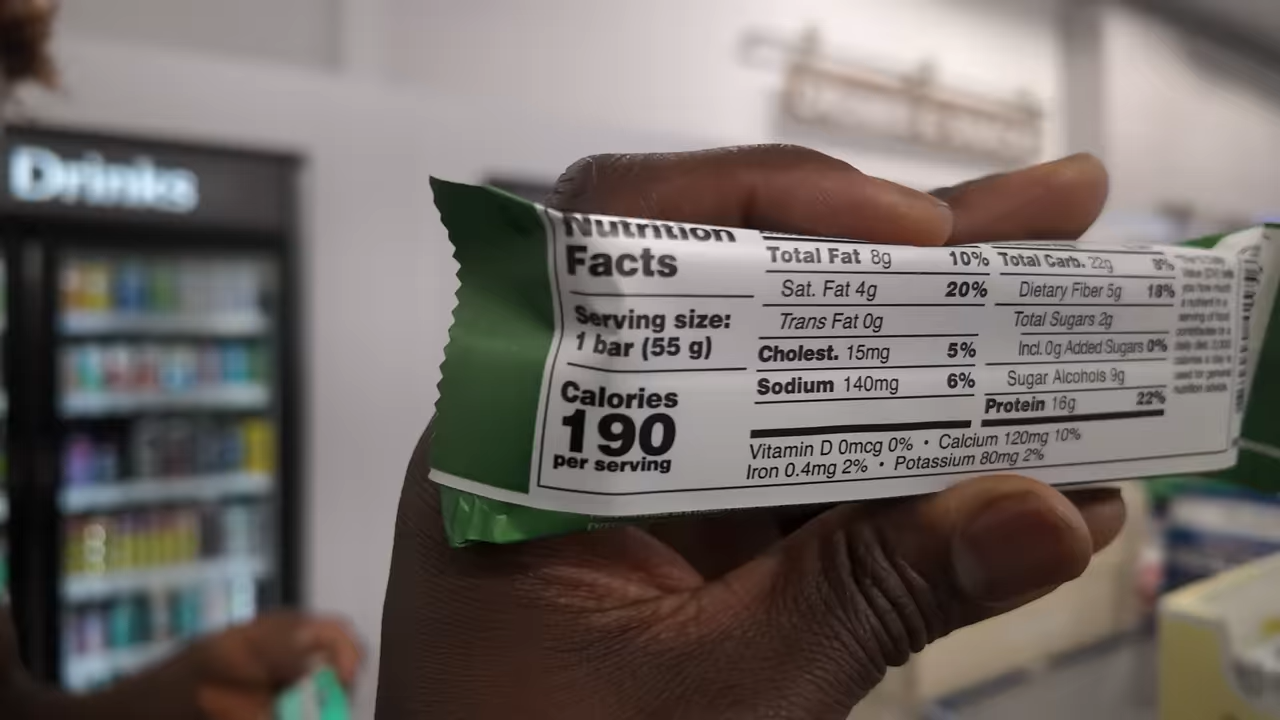 Drinks
Nutrition
Facts
Serving size:
1 bar (55 g)
Calories
190
per serving
Total Fat 8g 10%
Sat. Fat 4g 20%
Trans Fat 0g
Cholest. 15mg 5%
Sodium 140mg 6%
Total Carb. 22g 8%
Dietary Fiber 5g 18%
Total Sugars 2g
Incl. 0g Added Sugars 0%
Sugar Alcohols 9g
Protein 16g 22%
Vitamin D 0mcg 0% • Calcium 120mg 10%
Iron 0.4mg 2% • Potassium 80mg 2%